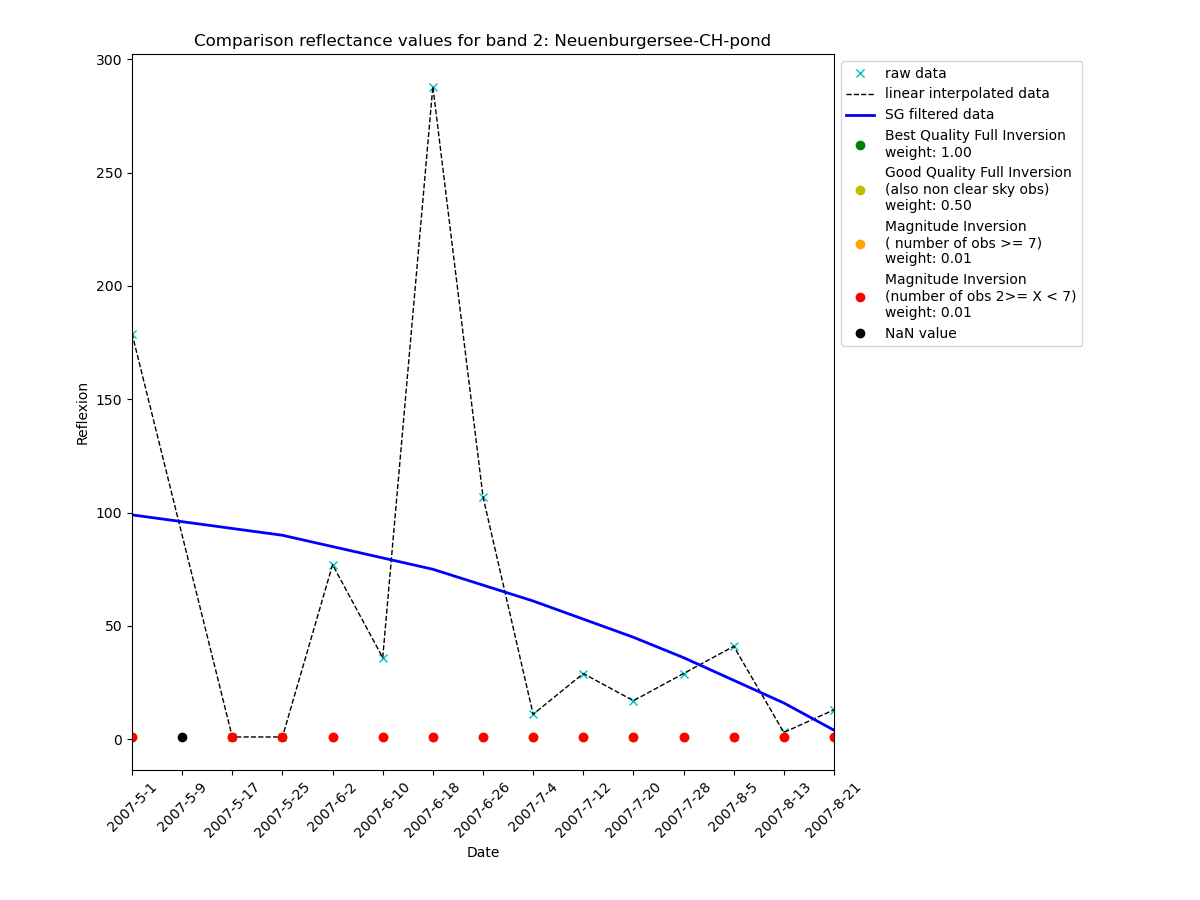 Comparison reflectance values for band 2: Neuenburgersee-CH-pond
300
250
200
150
100
50
0
Reflexion
2007-5-1
2007-5-9
2007-5-17
2007-5-25
2007-6-2
2007-6-10
2007-6-18
2007-6-26
2007-7-4
2007-7-12
2007-7-20
2007-7-28
2007-8-5
2007-8-13
2007-8-21
Date
raw data
linear interpolated data
SG filtered data
Best Quality Full Inversion
weight: 1.00
Good Quality Full Inversion
(also non clear sky obs)
weight: 0.50
Magnitude Inversion
( number of obs >= 7)
weight: 0.01
Magnitude Inversion
(number of obs 2>= X < 7)
weight: 0.01
NaN value